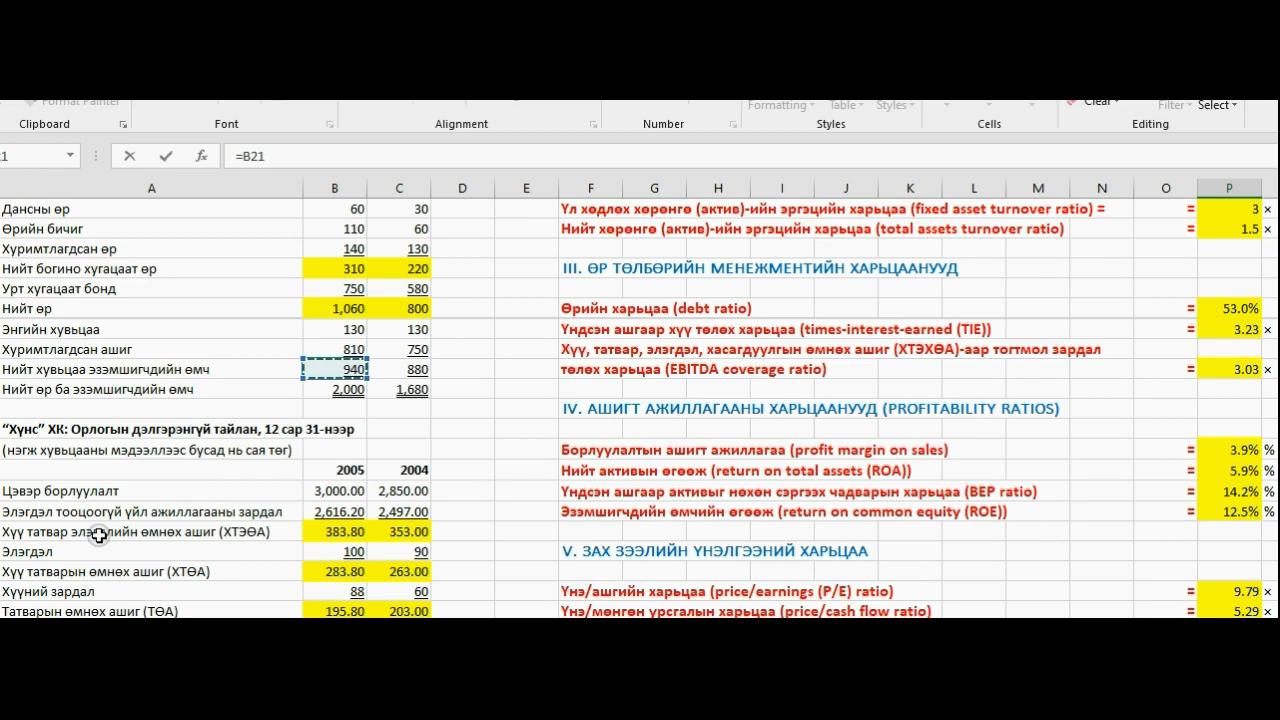 Format Painter Formatting Table Styles Clear Filter Select
Clipboard Font Alignment Number Styles Cells Editing
=B21
A B C D E F G H I J K L M N O P
Дансны өр 60 30 Үл хөдлөх хөрөнгө (актив)-ийн эргэцийн харьцаа (fixed asset turnover ratio) = = 3 ×
Өрийн бичиг 110 60 Нийт хөрөнгө (актив)-ийн эргэцийн харьцаа (total assets turnover ratio) = 1.5 ×
Хуримтлагдсан өр 140 130
Нийт богино хугацаат өр 310 220 III. ӨР ТӨЛБӨРИЙН МЕНЕЖМЕНТИЙН ХАРЬЦААНУУД
Урт хугацаат бонд 750 580
Нийт өр 1,060 800 Өрийн харьцаа (debt ratio) = 53.0%
Энгийн хувьцаа 130 130 Үндсэн ашгаар хүү төлөх харьцаа (times-interest-earned (TIE)) = 3.23 ×
Хуримтлагдсан ашиг 810 750 Хүү, татвар, элэгдэл, хасагдуулгын өмнөх ашиг (ХТЭХӨА)-аар тогтмол зардал
Нийт хувьцаа эзэмшигчдийн өмч 940 880 төлөх харьцаа (EBITDA coverage ratio) = 3.03 ×
Нийт өр ба эзэмшигчдийн өмч 2,000 1,680
IV. АШИГТ АЖИЛЛАГААНЫ ХАРЬЦААНУУД (PROFITABILITY RATIOS)
“Хүнс” ХК: Орлогын дэлгэрэнгүй тайлан, 12 сар 31-нээр
(нэгж хувьцааны мэдээллээс бусад нь сая төг) Борлуулалтын ашигт ажиллагаа (profit margin on sales) = 3.9% %
2005 2004 Нийт активын өгөөж (return on total assets (ROA)) = 5.9% %
Цэвэр борлуулалт 3,000.00 2,850.00 Үндсэн ашгаар активыг нөхөн сэргээх чадварын харьцаа (BEP ratio) = 14.2% %
Элэгдэл тооцоогүй үйл ажиллагааны зардал 2,616.20 2,497.00 Эзэмшигчдийн өмчийн өгөөж (return on common equity (ROE)) = 12.5% %
Хүү татвар элэгдлийн өмнөх ашиг (ХТЭӨА) 383.80 353.00
Элэгдэл 100 90 V. ЗАХ ЗЭЭЛИЙН ҮНЭЛГЭЭНИЙ ХАРЬЦАА
Хүү татварын өмнөх ашиг (ХТӨА) 283.80 263.00
Хүүний зардал 88 60 Үнэ/ашгийн харьцаа (price/earnings (P/E) ratio) = 9.79 ×
Татварын өмнөх ашиг (ТӨА) 195.80 203.00 Үнэ/мөнгөн урсгалын харьцаа (price/cash flow ratio) = 5.29 ×